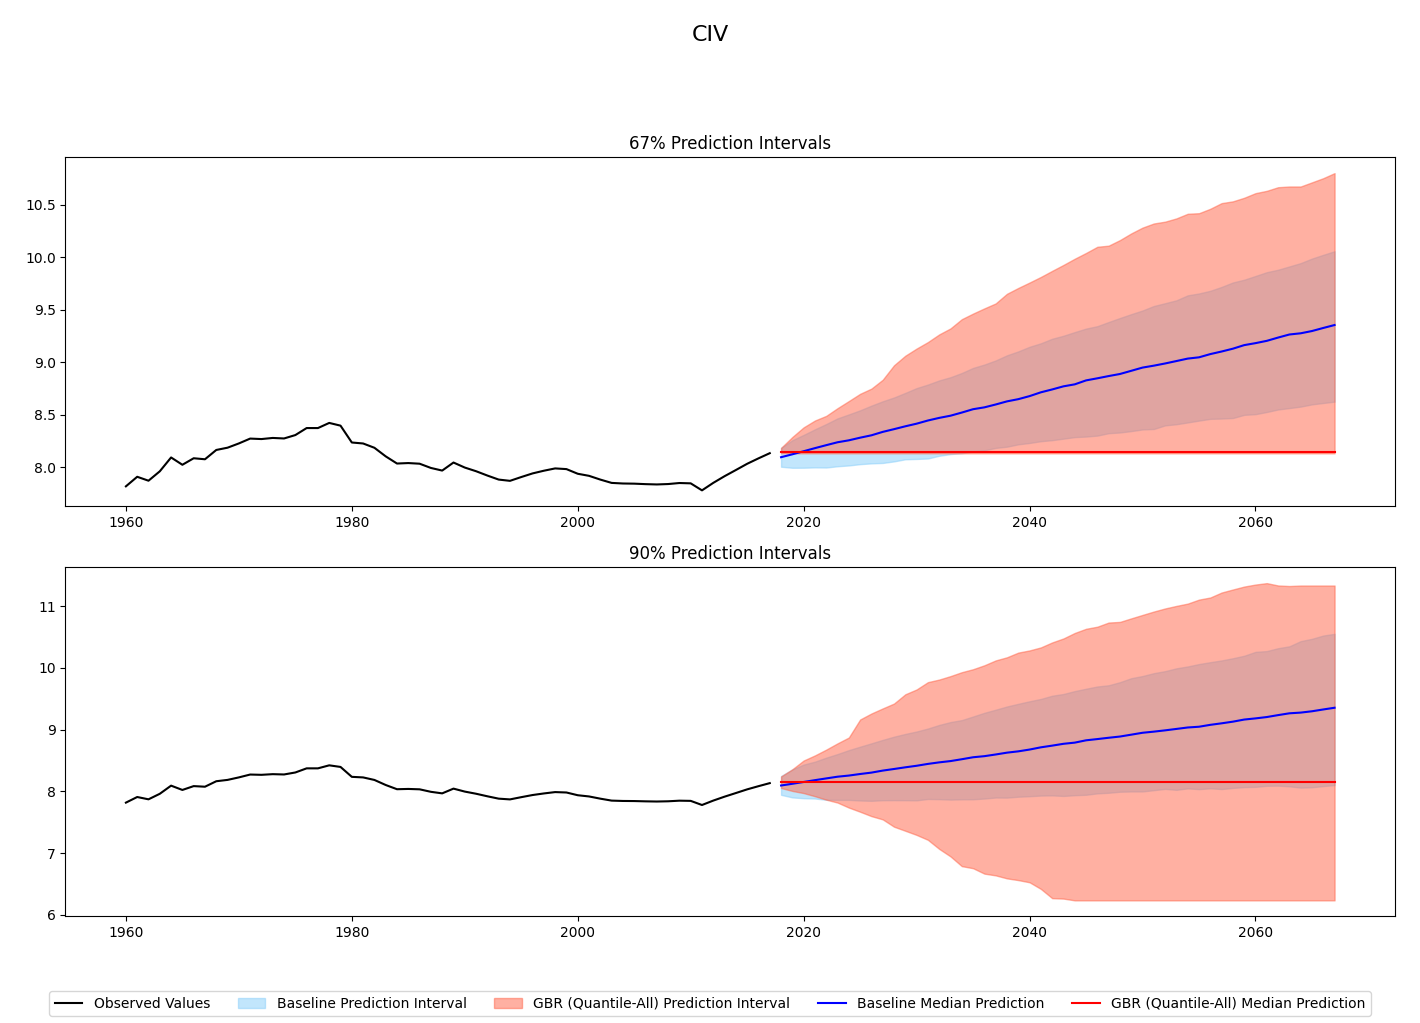 CIV
67% Prediction Intervals
10.5
10.0
9.5
9.0
8.5
8.0
1960 1980 2000 2020 2040 2060
90% Prediction Intervals
11
10
9
8
7
6
1960 1980 2000 2020 2040 2060
Observed Values Baseline Prediction Interval GBR (Quantile-All) Prediction Interval Baseline Median Prediction GBR (Quantile-All) Median Prediction